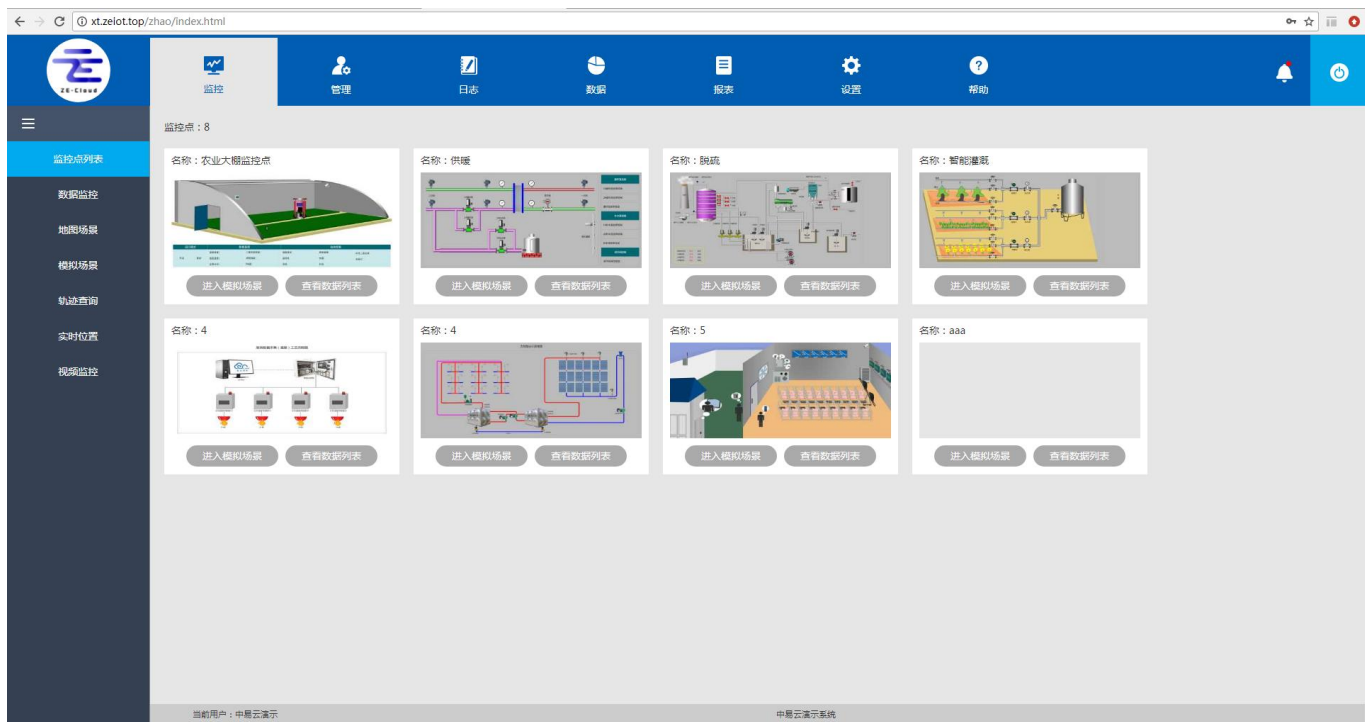 xt.zeiot.top/zhao/index.html
ZE-Cloud
监控
管理
日志
数据
报表
设置
帮助
监控点列表
数据监控
地图场景
模拟场景
轨迹查询
实时位置
视频监控
监控点：8
名称：农业大棚监控点
进入模拟场景 查看数据列表
名称：供暖
进入模拟场景 查看数据列表
名称：脱硫
进入模拟场景 查看数据列表
名称：智能灌溉
进入模拟场景 查看数据列表
名称：4
进入模拟场景 查看数据列表
名称：4
进入模拟场景 查看数据列表
名称：5
进入模拟场景 查看数据列表
名称：aaa
进入模拟场景 查看数据列表
当前用户：中易云演示
中易云演示系统